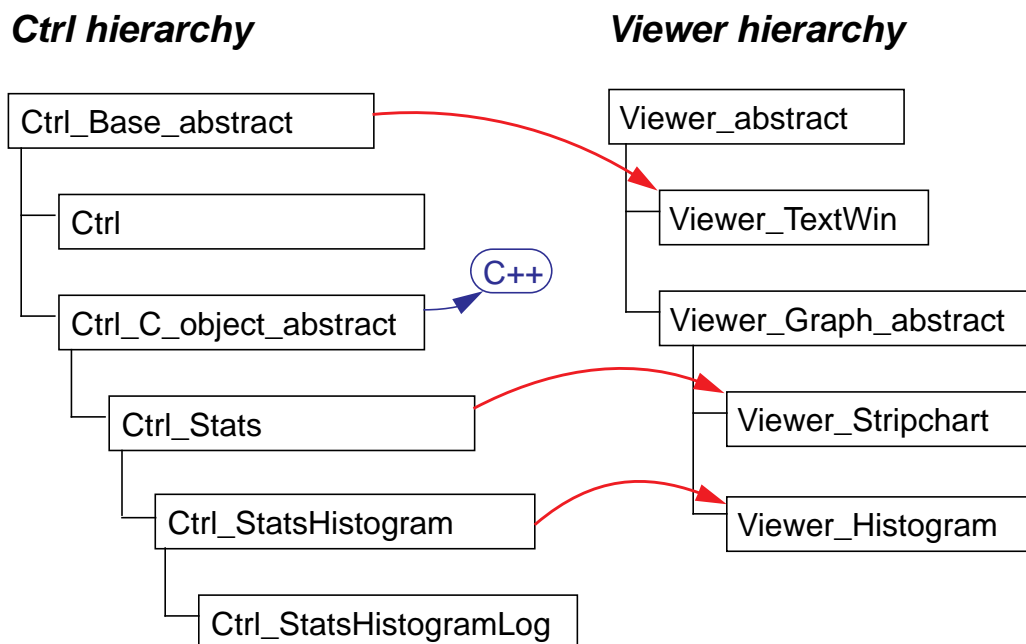 Ctrl hierarchy
Viewer hierarchy
Ctrl_Base_abstract
Viewer_abstract
Ctrl
Viewer_TextWin
C++
Ctrl_C_object_abstract
Viewer_Graph_abstract
Ctrl_Stats
Viewer_Stripchart
Ctrl_StatsHistogram
Viewer_Histogram
Ctrl_StatsHistogramLog